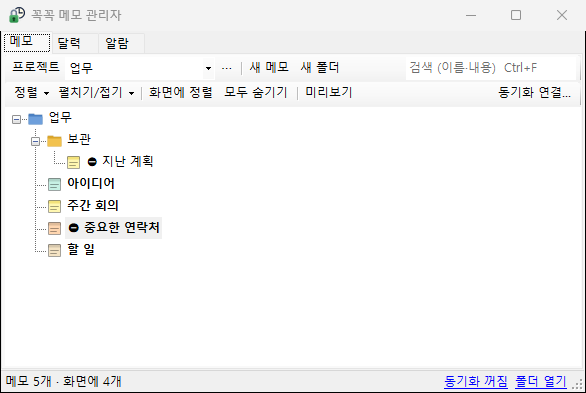 꼭꼭 메모 관리자
메모 달력 알람
프로젝트 업무 ... 새 메모 새 폴더 검색 (이름·내용) Ctrl+F
정렬 펼치기/접기 화면에 정렬 모두 숨기기 미리보기 동기화 연결...
업무
보관
지난 계획
아이디어
주간 회의
중요한 연락처
할 일
메모 5개 · 화면에 4개 동기화 꺼짐 폴더 열기